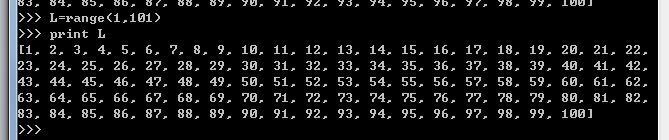 83, 84, 85, 86, 87, 88, 89, 90, 91, 92, 93, 94, 95, 96, 97, 98, 99, 100]
>>> L=range(1,101)
>>> print L
[1, 2, 3, 4, 5, 6, 7, 8, 9, 10, 11, 12, 13, 14, 15, 16, 17, 18, 19, 20, 21, 22,
23, 24, 25, 26, 27, 28, 29, 30, 31, 32, 33, 34, 35, 36, 37, 38, 39, 40, 41, 42,
43, 44, 45, 46, 47, 48, 49, 50, 51, 52, 53, 54, 55, 56, 57, 58, 59, 60, 61, 62,
63, 64, 65, 66, 67, 68, 69, 70, 71, 72, 73, 74, 75, 76, 77, 78, 79, 80, 81, 82,
83, 84, 85, 86, 87, 88, 89, 90, 91, 92, 93, 94, 95, 96, 97, 98, 99, 100]
>>>